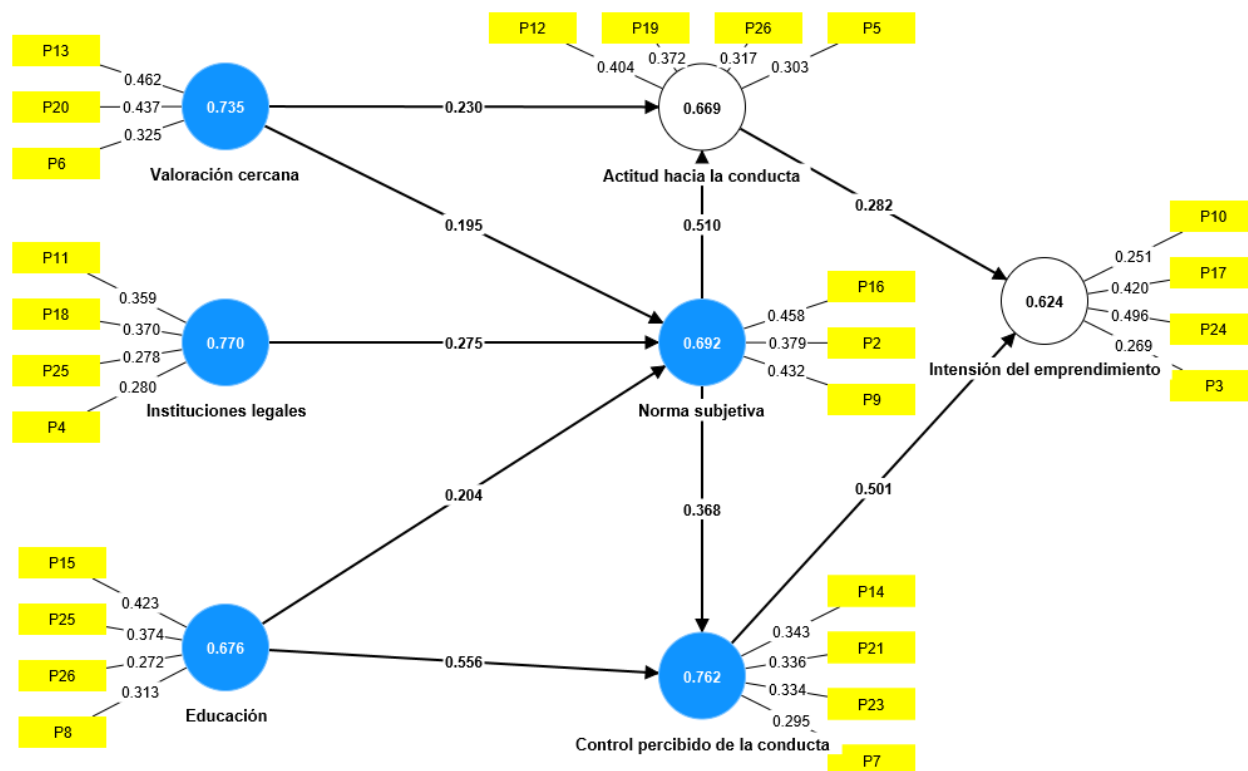 P13
0.462
P20
0.437
P6
0.325
0.735
Valoración cercana
0.230
0.195
P12
P19
P26
P5
0.404
0.372
0.317
0.303
0.669
Actitud hacia la conducta
0.282
0.510
P11
0.359
P18
0.370
P25
0.278
P4
0.280
0.770
Instituciones legales
0.275
0.692
Norma subjetiva
P16
0.458
P2
0.379
P9
0.432
P10
0.251
P17
0.420
P24
0.496
P3
0.269
0.624
Intensión del emprendimiento
0.204
0.368
0.501
P15
0.423
P25
0.374
P26
0.272
P8
0.313
0.676
Educación
0.556
0.762
Control percibido de la conducta
P14
0.343
P21
0.336
P23
0.334
P7
0.295